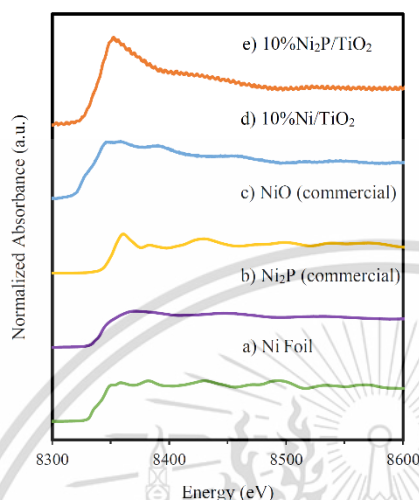 e) 10%Ni₂P/TiO₂
d) 10%Ni/TiO₂
c) NiO (commercial)
b) Ni₂P (commercial)
a) Ni Foil
Normalized Absorbance (a.u.)
8300 8400 8500 8600
Energy (eV)